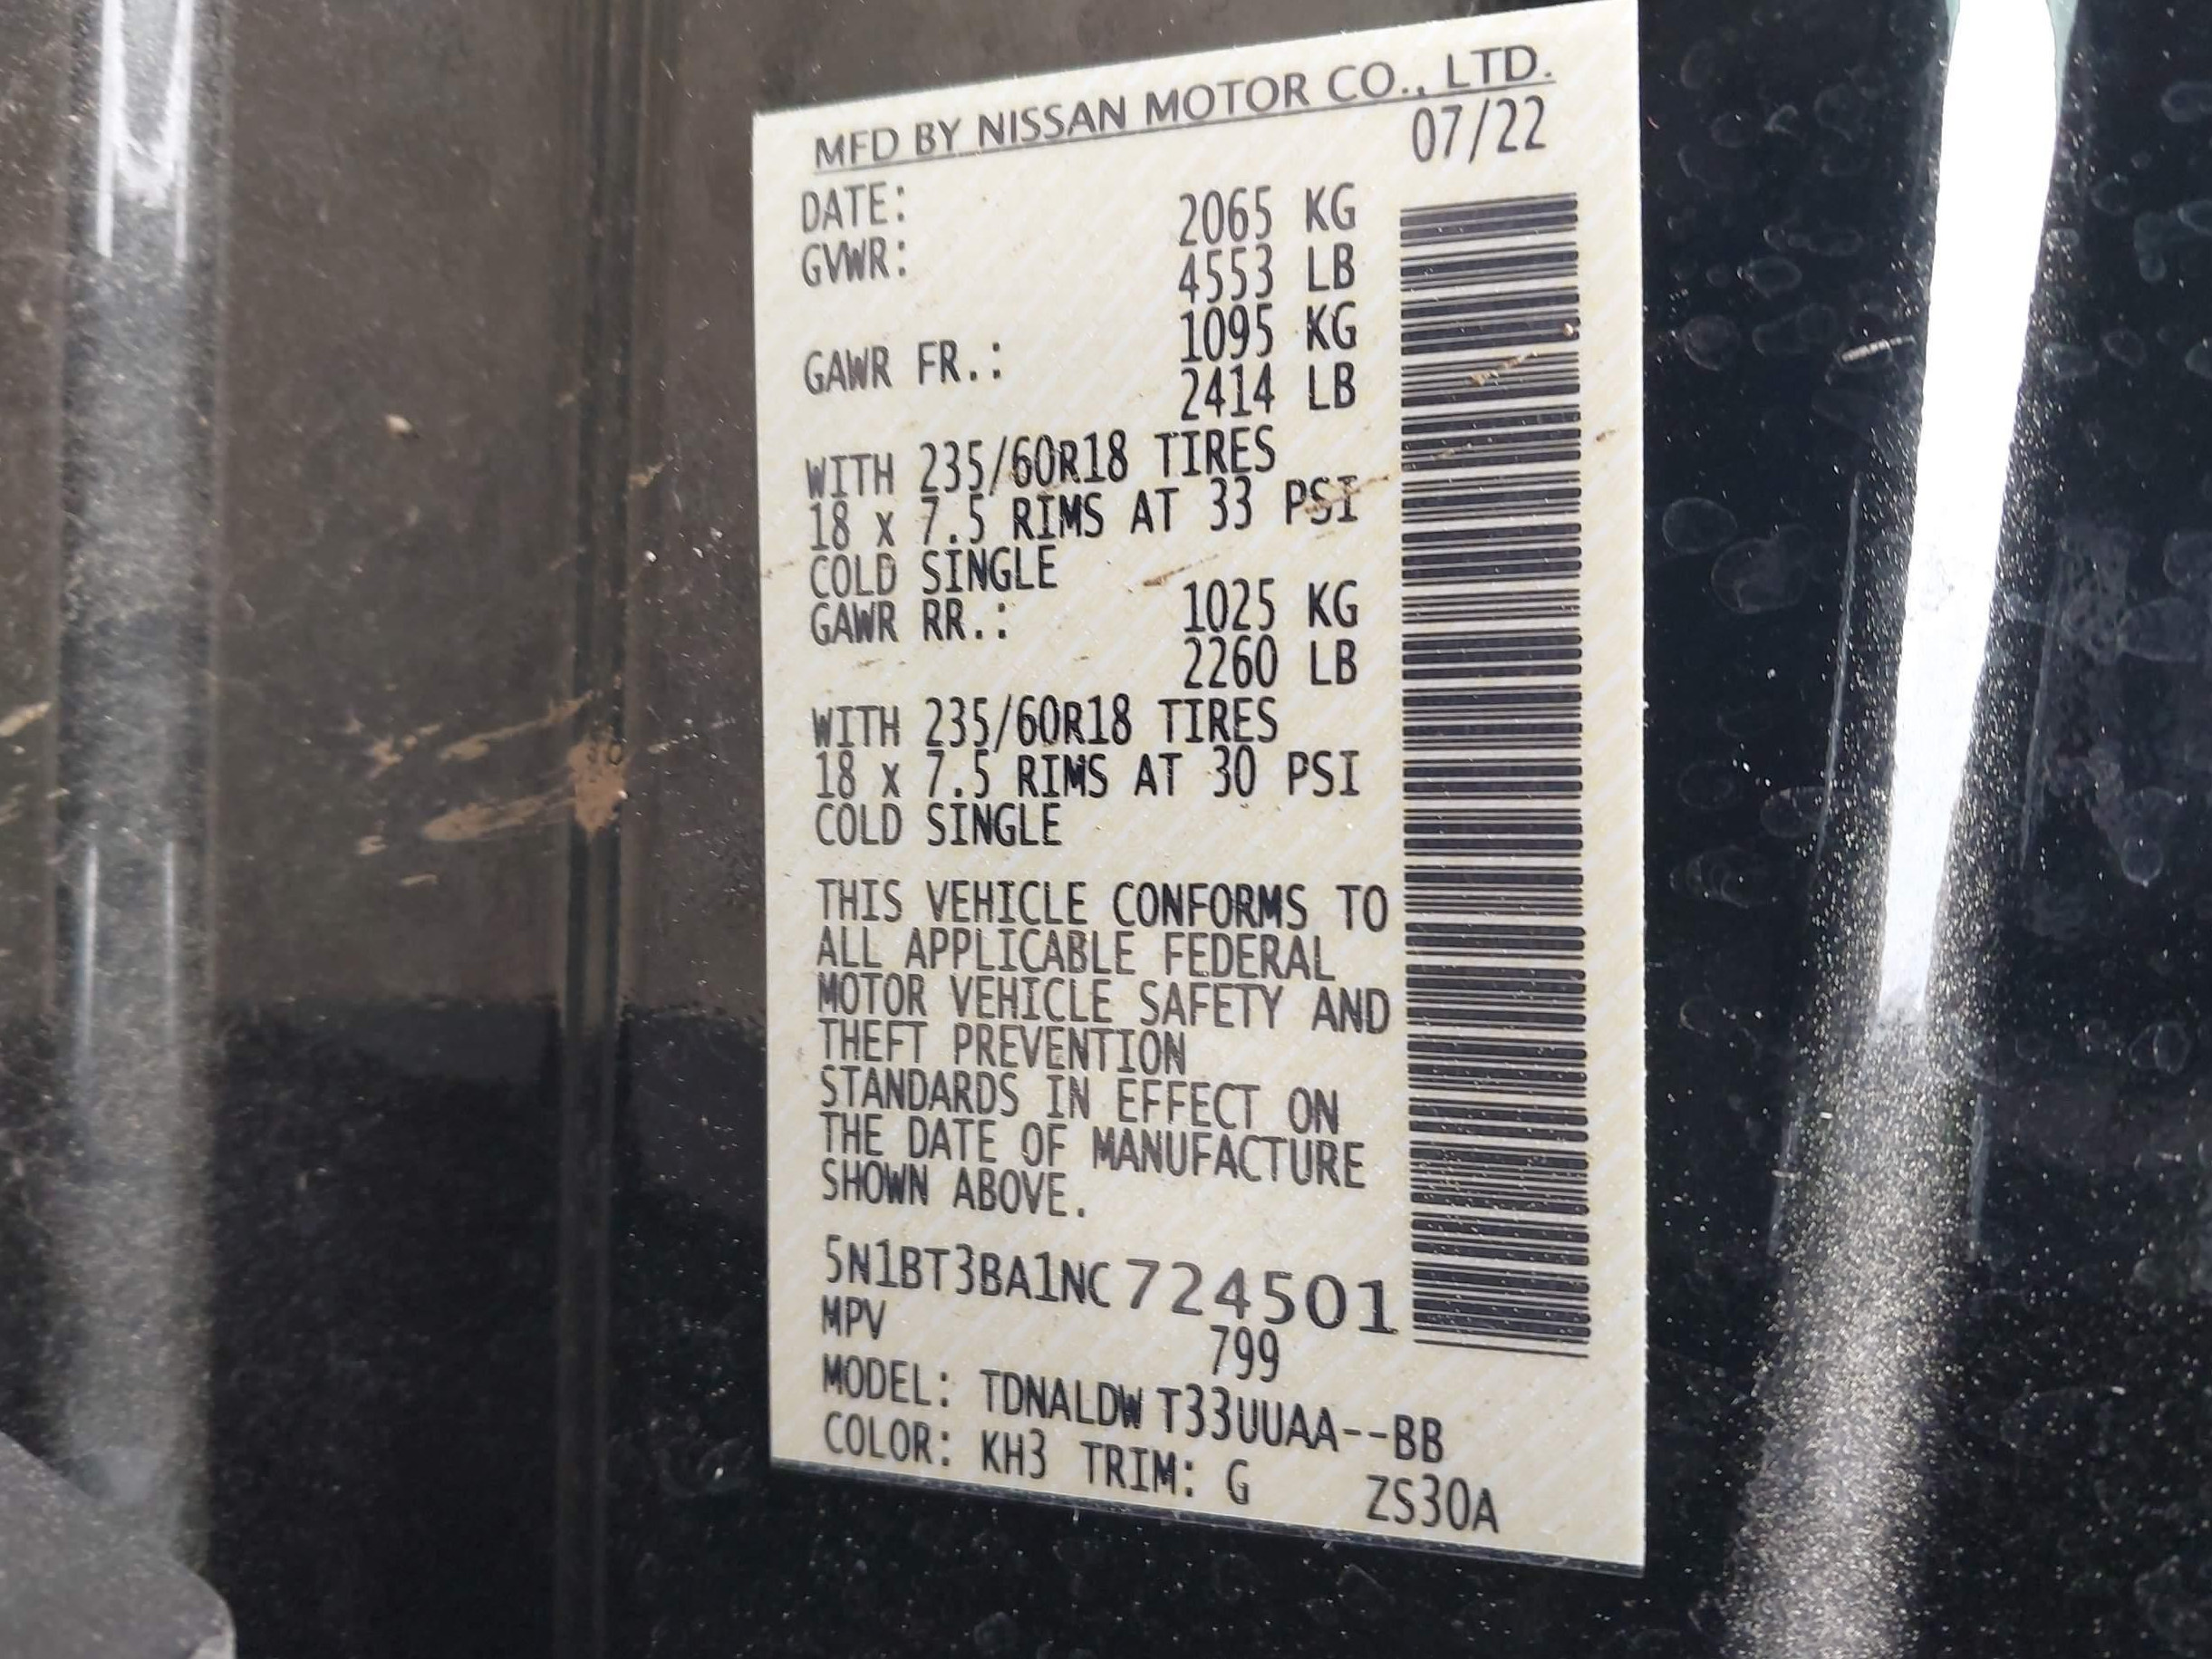 MFD BY NISSAN MOTOR CO., LTD.
DATE: 07/22
GVWR: 2065 KG
4553 LB
GAWR FR.: 1095 KG
2414 LB
WITH 235/60R18 TIRES
18 x 7.5 RIMS AT 33 PSI
COLD SINGLE
GAWR RR.: 1025 KG
2260 LB
WITH 235/60R18 TIRES
18 x 7.5 RIMS AT 30 PSI
COLD SINGLE
THIS VEHICLE CONFORMS TO
ALL APPLICABLE FEDERAL
MOTOR VEHICLE SAFETY AND
THEFT PREVENTION
STANDARDS IN EFFECT ON
THE DATE OF MANUFACTURE
SHOWN ABOVE.
5N1BT3BA1NC724501
MPV 799
MODEL: TDNALDW T33UUAA--BB
COLOR: KH3 TRIM: G ZS30A